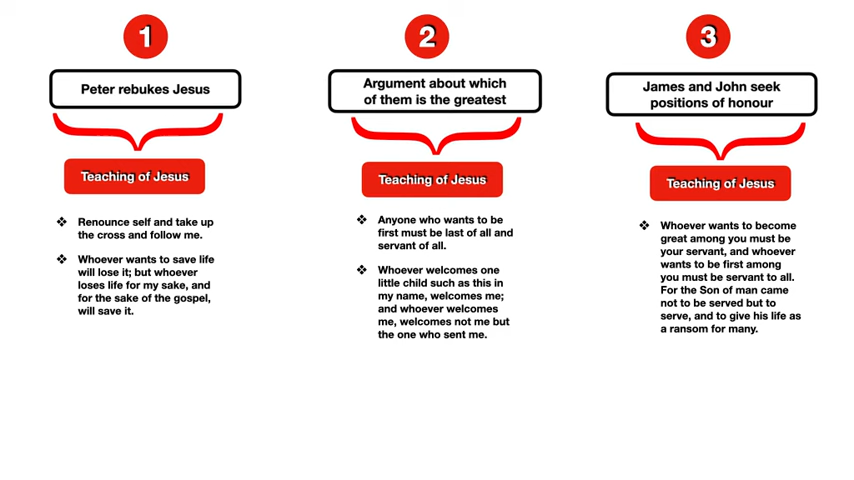 1
Peter rebukes Jesus
Teaching of Jesus
❖ Renounce self and take up
the cross and follow me.
❖ Whoever wants to save life
will lose it; but whoever
loses life for my sake, and
for the sake of the gospel,
will save it.
2
Argument about which
of them is the greatest
Teaching of Jesus
❖ Anyone who wants to be
first must be last of all and
servant of all.
❖ Whoever welcomes one
little child such as this in
my name, welcomes me;
and whoever welcomes
me, welcomes not me but
the one who sent me.
3
James and John seek
positions of honour
Teaching of Jesus
❖ Whoever wants to become
great among you must be
your servant, and whoever
wants to be first among
you must be servant to all.
For the Son of man came
not to be served but to
serve, and to give his life as
a ransom for many.